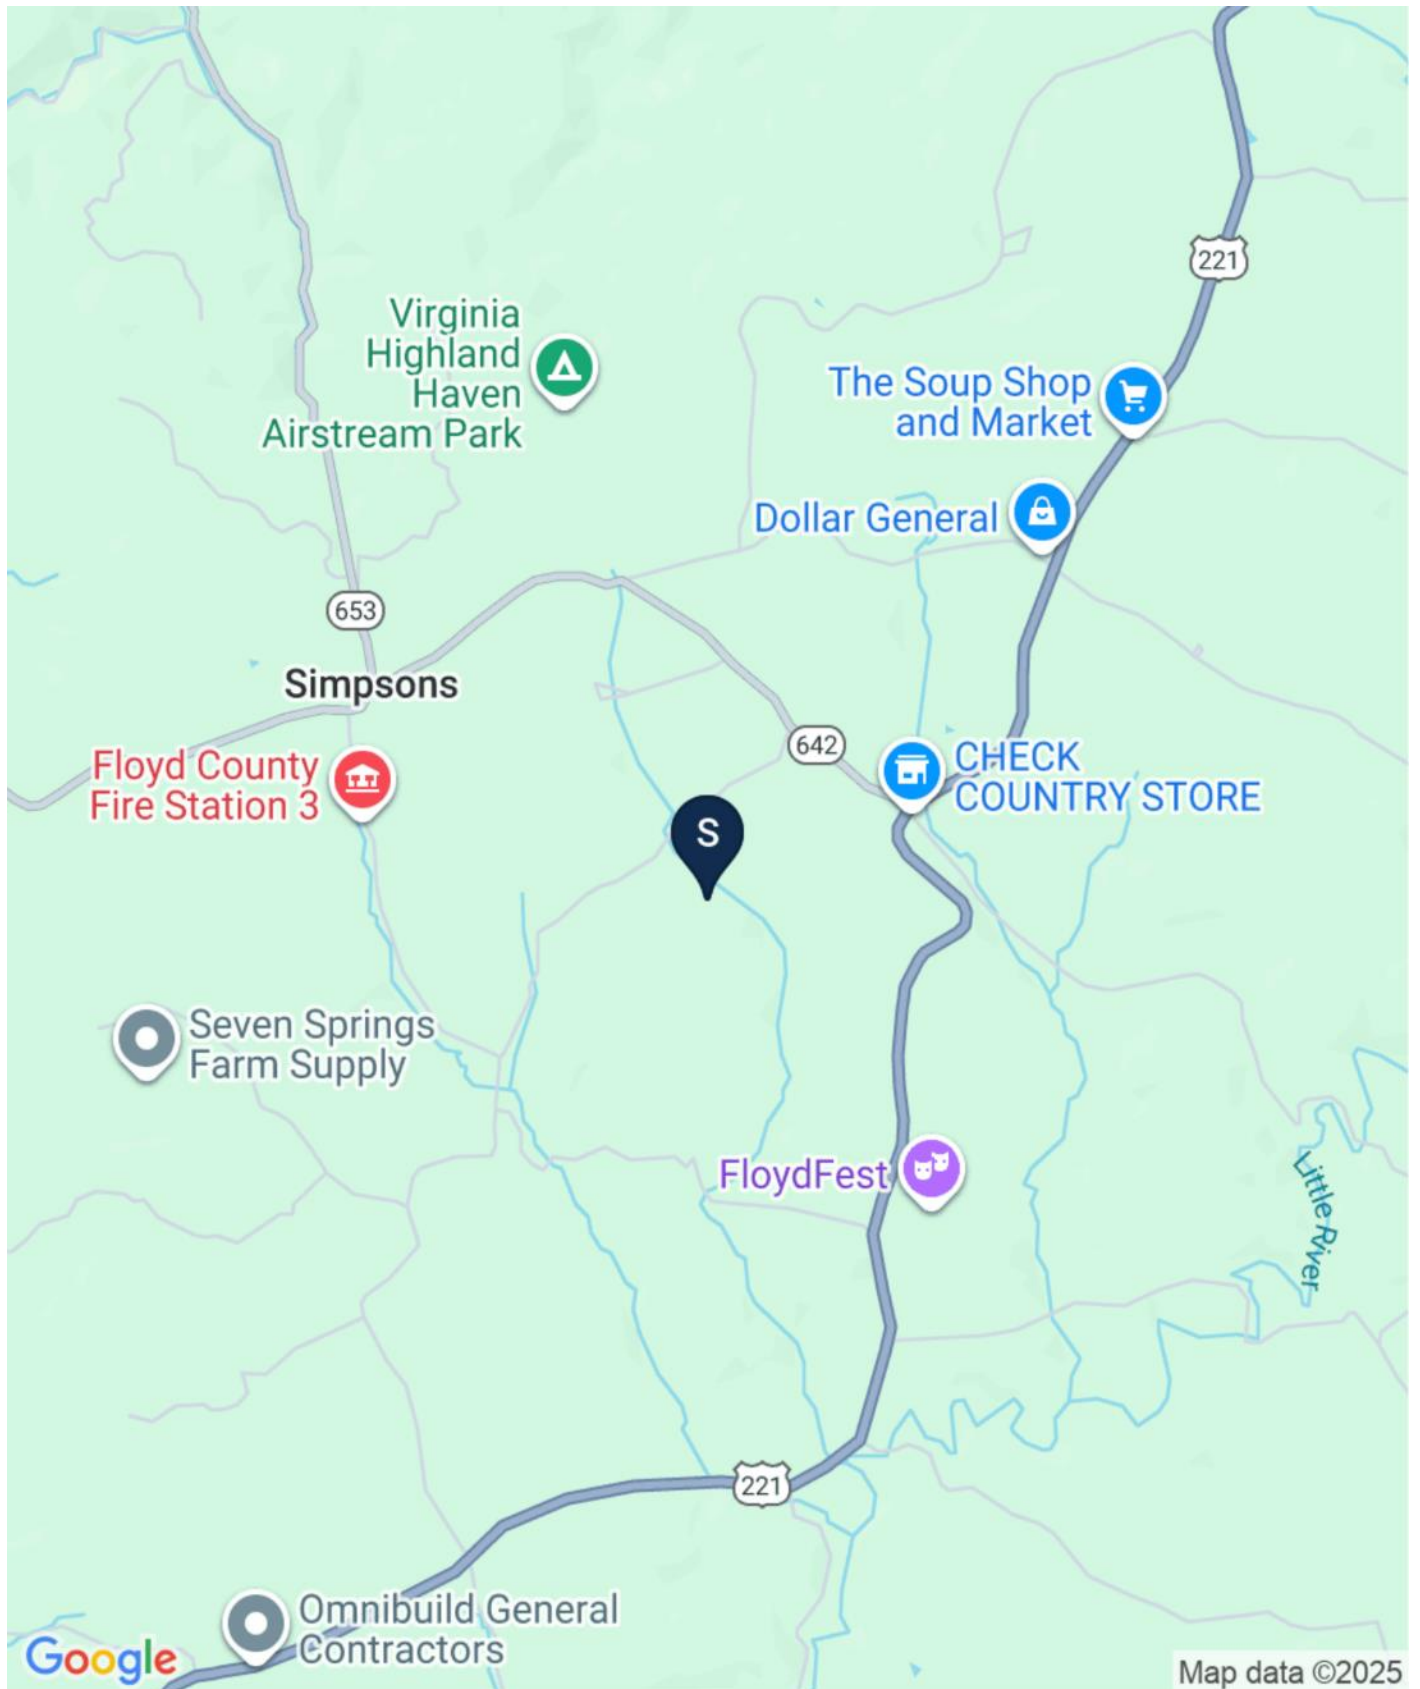 221
Virginia
Highland
Haven
Airstream Park
The Soup Shop
and Market
Dollar General
653
Simpsons
642
Floyd County
Fire Station 3
CHECK
COUNTRY STORE
S
Seven Springs
Farm Supply
FloydFest
Little River
221
Omnibuild General
Contractors
Google
Map data ©2025